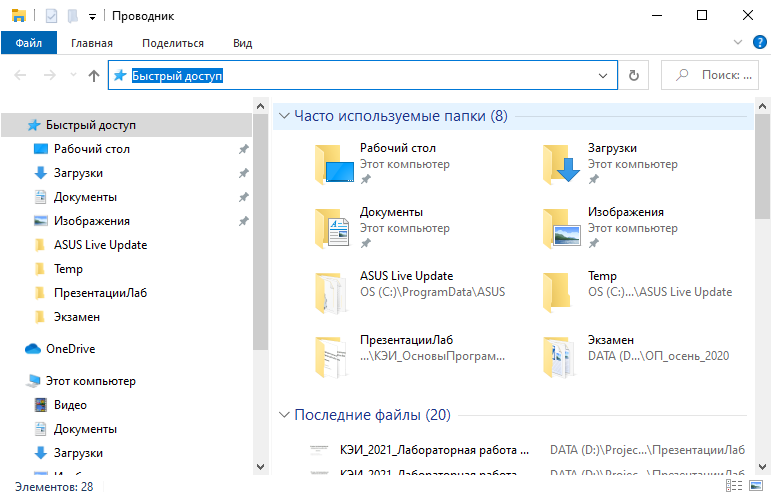 Проводник
Файл
Главная
Поделиться
Вид
Быстрый доступ
Поиск: ...
Быстрый доступ
Рабочий стол
Загрузки
Документы
Изображения
ASUS Live Update
Temp
ПрезентацииЛаб
Экзамен
OneDrive
Этот компьютер
Видео
Документы
Загрузки
Часто используемые папки (8)
Рабочий стол
Этот компьютер
Загрузки
Этот компьютер
Документы
Этот компьютер
Изображения
Этот компьютер
ASUS Live Update
OS (C:)\ProgramData\ASUS
Temp
OS (C:)...\ASUS Live Update
ПрезентацииЛаб
...\КЭИ_ОсновыПрограм...
Экзамен
DATA (D...\ОП_осень_2020
Последние файлы (20)
КЭИ_2021_Лабораторная работа ...
DATA (D:)\Projec...\ПрезентацииЛаб
КЭИ_2021_Лабораторная работа
DATA (D:)\Projec...\ПрезентацииЛаб
Элементов: 28